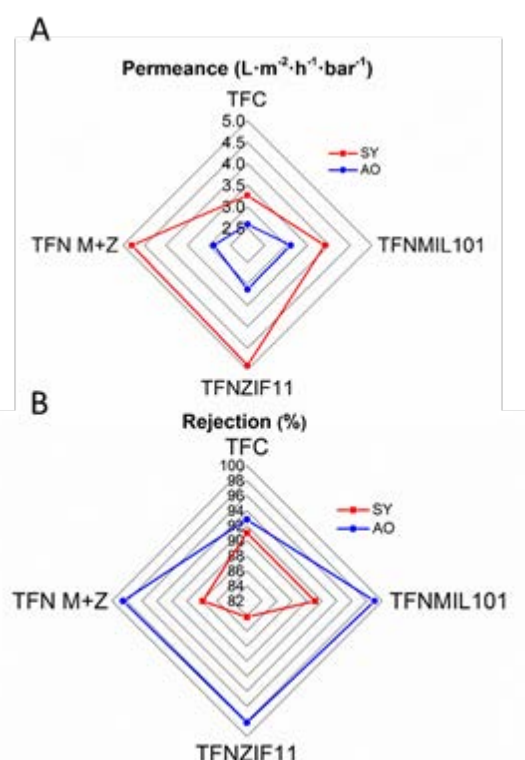 A
Permeance (L·m⁻²·h⁻¹·bar⁻¹)
TFC
5.0
4.5
4.0
3.5
3.0
2.5
SY
AO
TFN M+Z
TFNMIL101
TFNZIF11
B
Rejection (%)
TFC
100
98
96
94
92
90
88
86
84
82
SY
AO
TFN M+Z
TFNMIL101
TFNZIF11